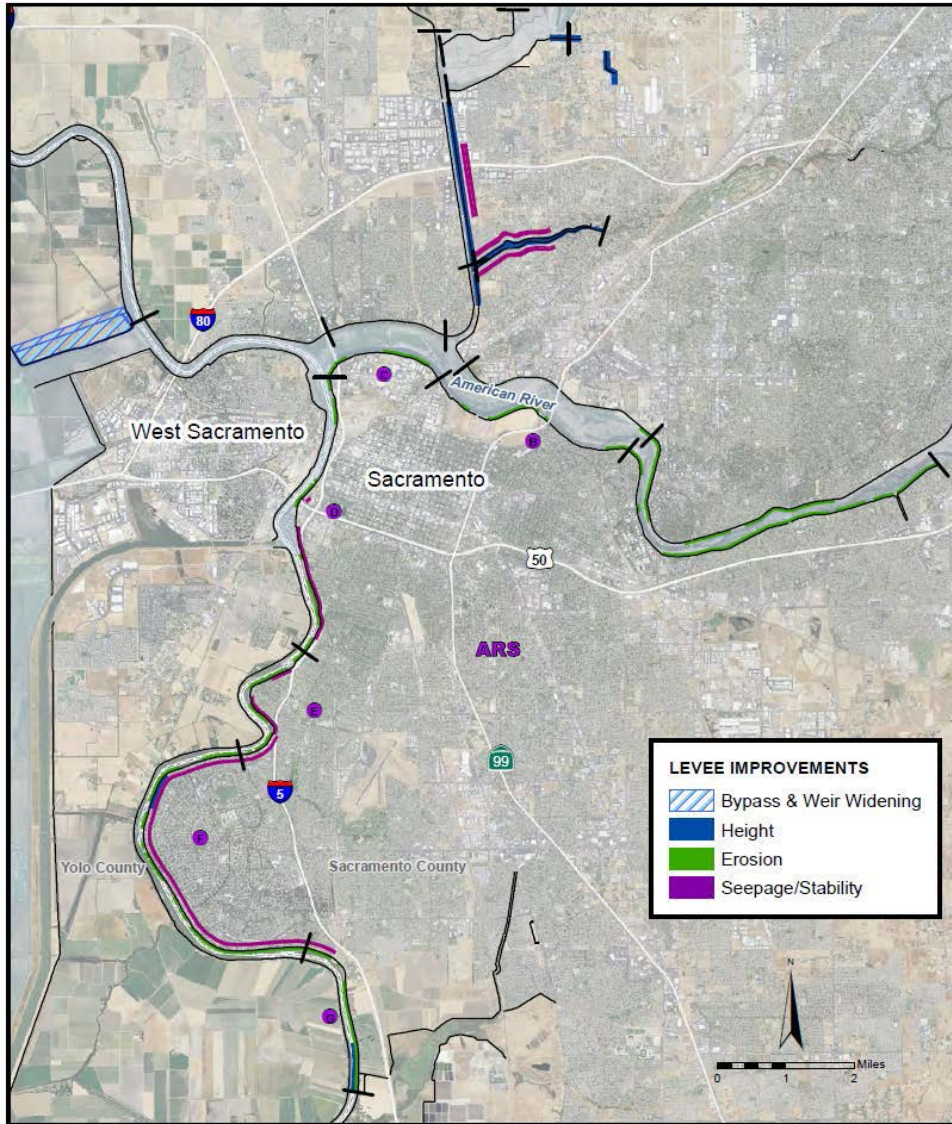 80
American River
West Sacramento
Sacramento
C
B
D
50
ARS
E
99
5
F
Yolo County
Sacramento County
G
LEVEE IMPROVEMENTS
Bypass & Weir Widening
Height
Erosion
Seepage/Stability
N
Miles
0 1 2